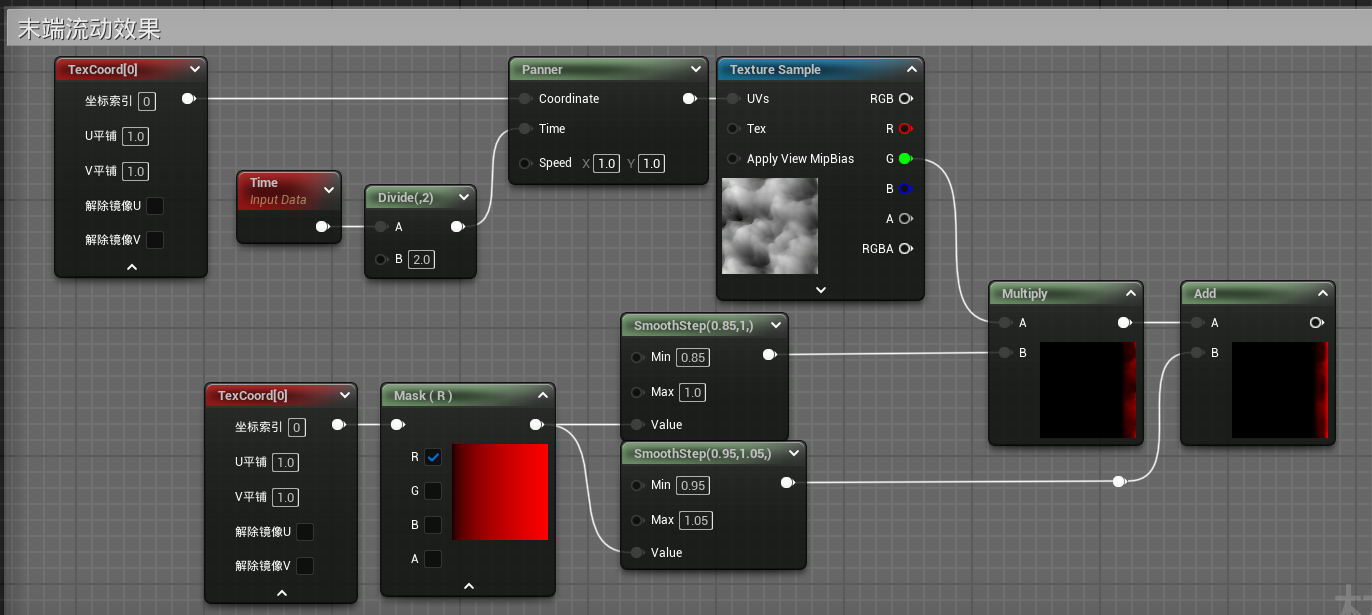 末端流动效果
TexCoord[0]
坐标索引 0
U平铺 1.0
V平铺 1.0
解除镜像U
解除镜像V
Time
Input Data
Divide(,2)
A
B 2.0
Panner
Coordinate
Time
Speed X 1.0 Y 1.0
Texture Sample
UVs RGB
Tex R
Apply View MipBias G
B
A
RGBA
TexCoord[0]
坐标索引 0
U平铺 1.0
V平铺 1.0
解除镜像U
解除镜像V
Mask ( R )
R
G
B
A
SmoothStep(0.85,1,)
Min 0.85
Max 1.0
Value
SmoothStep(0.95,1.05,)
Min 0.95
Max 1.05
Value
Multiply
A
B
Add
A
B